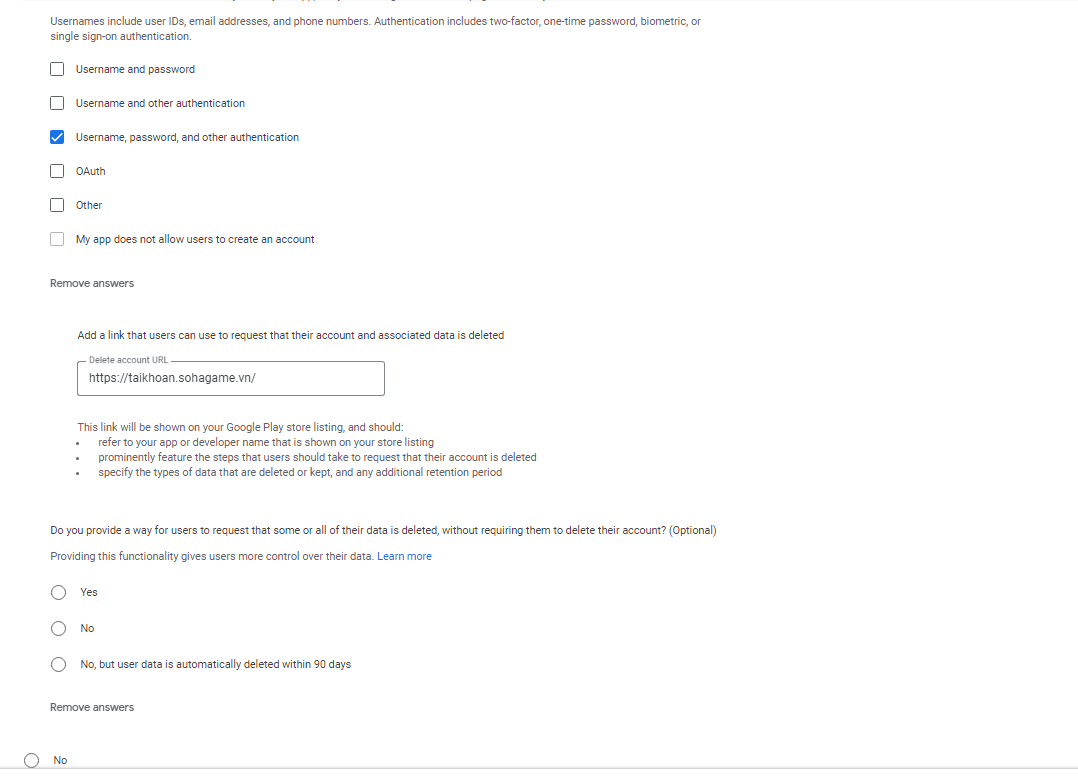 Usernames include user IDs, email addresses, and phone numbers. Authentication includes two-factor, one-time password, biometric, or
single sign-on authentication.
Username and password
Username and other authentication
Username, password, and other authentication
OAuth
Other
My app does not allow users to create an account
Remove answers
Add a link that users can use to request that their account and associated data is deleted
Delete account URL
https://taikhoan.sohagame.vn/
This link will be shown on your Google Play store listing, and should:
• refer to your app or developer name that is shown on your store listing
• prominently feature the steps that users should take to request that their account is deleted
• specify the types of data that are deleted or kept, and any additional retention period
Do you provide a way for users to request that some or all of their data is deleted, without requiring them to delete their account? (Optional)
Providing this functionality gives users more control over their data. Learn more
Yes
No
No, but user data is automatically deleted within 90 days
Remove answers
No